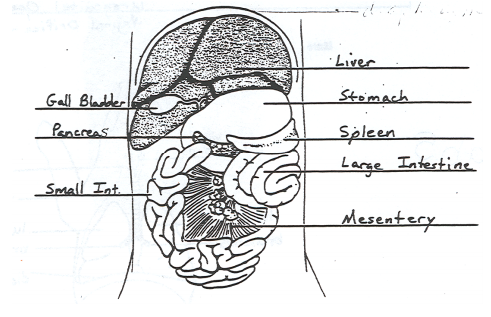 Liver
Gall Bladder
Stomach
Pancreas
Spleen
Large Intestine
Small Int.
Mesentery